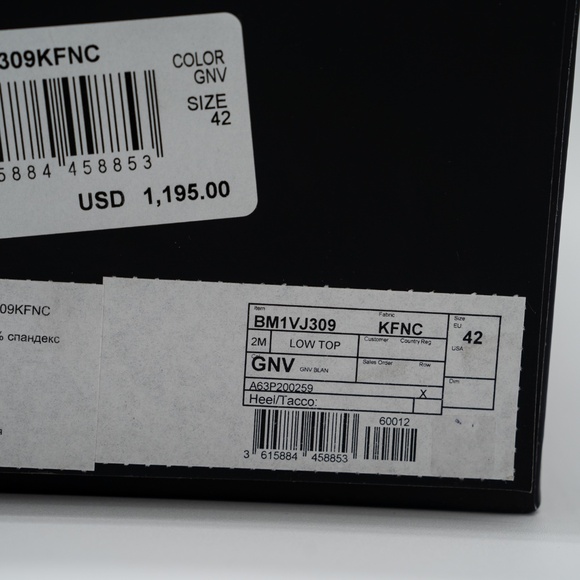 309KFNC
COLOR
GNV
SIZE
42
5884 458853
USD 1,195.00
09KFNC
% спандекс
Item
BM1VJ309
Fabric
KFNC
Size
EU
42
USA
2M
LOW TOP
Customer
Country Reg
GNV
GNV BLAN
Sales Order
Row
Dim
A63P200259
X
Heel/Tacco:
60012
3 615884 458853